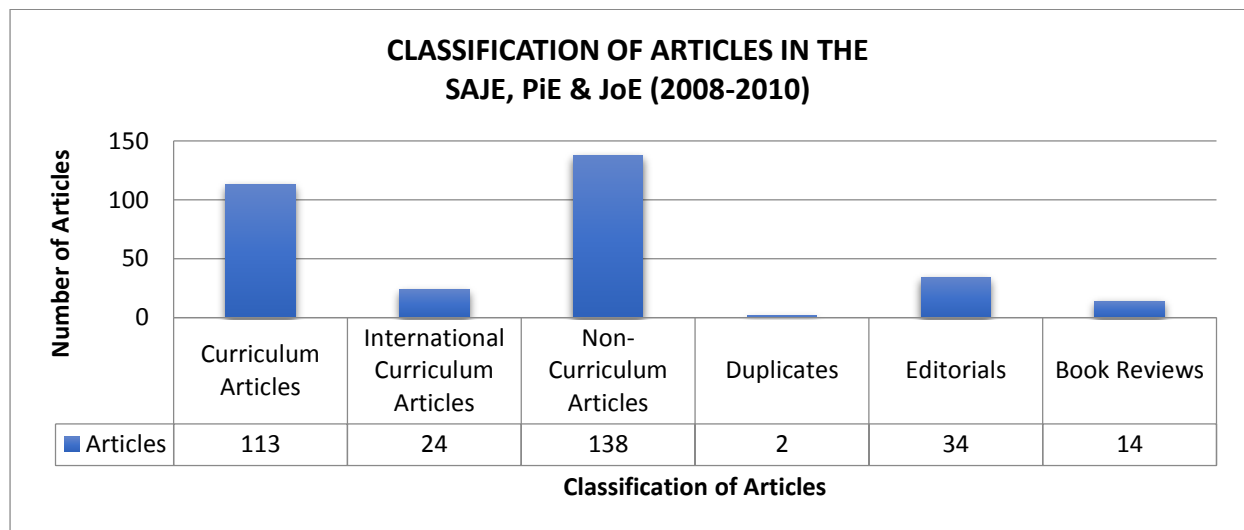 CLASSIFICATION OF ARTICLES IN THE
SAJE, PiE & JoE (2008-2010)
Number of Articles
150
100
50
0
Curriculum Articles
International Curriculum Articles
Non-Curriculum Articles
Duplicates
Editorials
Book Reviews
Articles 113 24 138 2 34 14
Classification of Articles